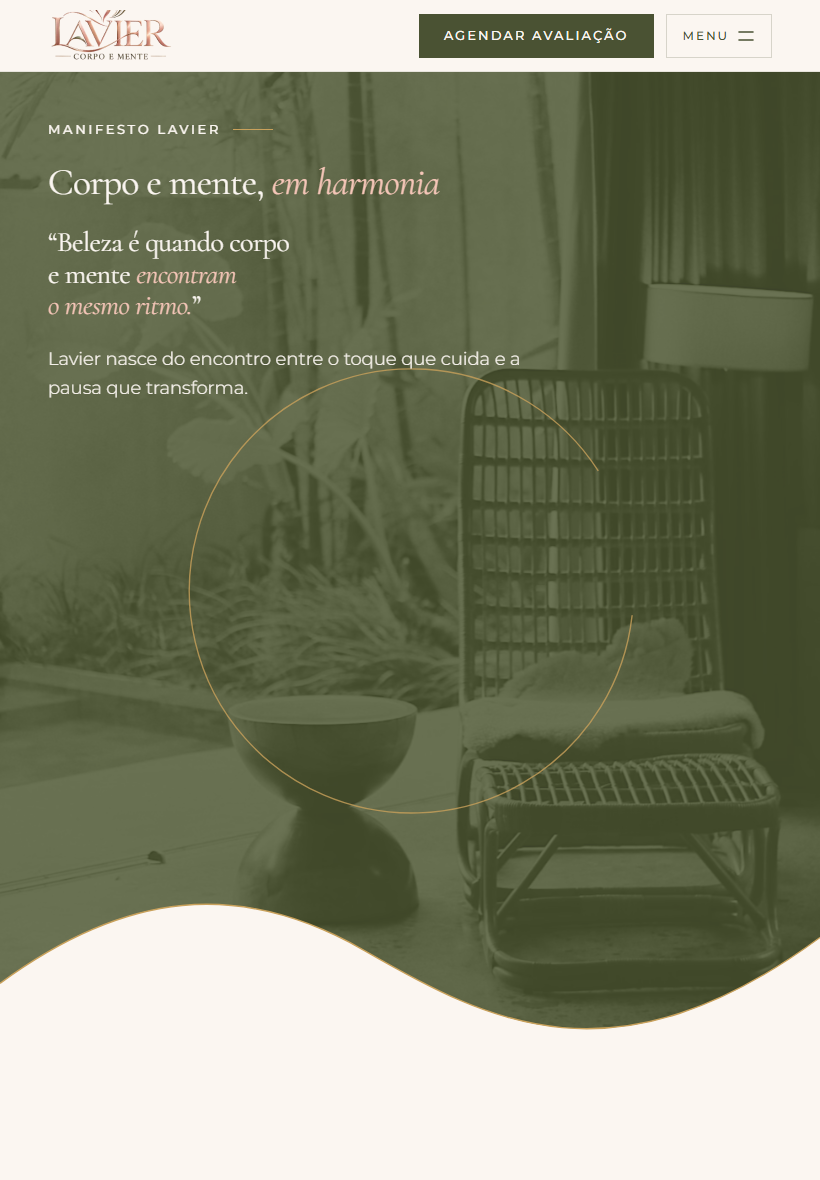 LAVIER
CORPO E MENTE
AGENDAR AVALIAÇÃO
MENU
MANIFESTO LAVIER
Corpo e mente, em harmonia
“Beleza é quando corpo
e mente encontram
o mesmo ritmo.”
Lavier nasce do encontro entre o toque que cuida e a
pausa que transforma.